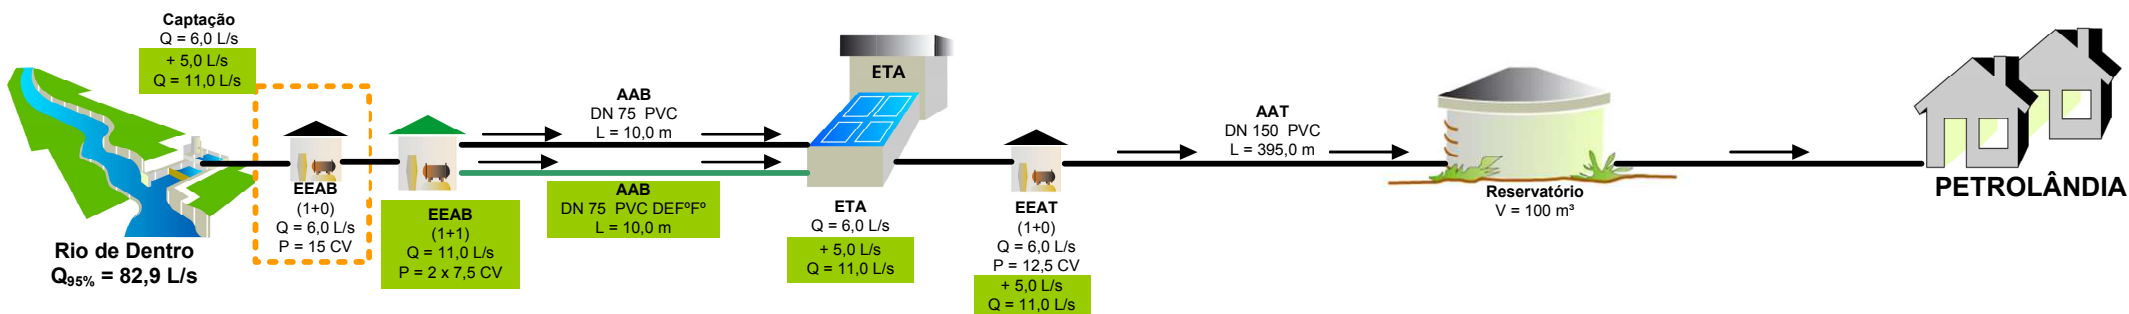 Captação
Q = 6,0 L/s
+ 5,0 L/s
Q = 11,0 L/s
Rio de Dentro
Q95% = 82,9 L/s
EEAB
(1+0)
Q = 6,0 L/s
P = 15 CV
EEAB
(1+1)
Q = 11,0 L/s
P = 2 x 7,5 CV
AAB
DN 75 PVC
L = 10,0 m
AAB
DN 75 PVC DEFºFº
L = 10,0 m
ETA
ETA
Q = 6,0 L/s
+ 5,0 L/s
Q = 11,0 L/s
EEAT
(1+0)
Q = 6,0 L/s
P = 12,5 CV
+ 5,0 L/s
Q = 11,0 L/s
AAT
DN 150 PVC
L = 395,0 m
Reservatório
V = 100 m³
PETROLÂNDIA